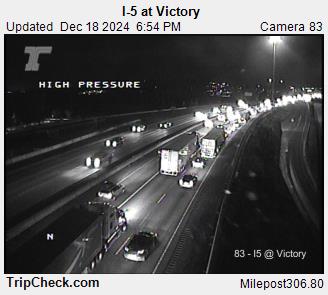 I-5 at Victory
Updated Dec 18 2024 6:54 PM Camera 83
T
HIGH PRESSURE
N
83 - I5 @ Victory
TripCheck.com Milepost306.80